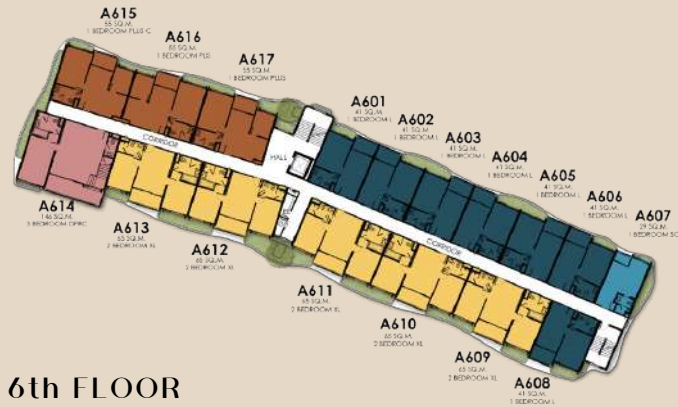 A615
55 SQ.M.
1 BEDROOM PLUS C
A616
55 SQ.M.
1 BEDROOM PLUS
A617
55 SQ.M.
1 BEDROOM PLUS
A601
41 SQ.M.
1 BEDROOM L
A602
41 SQ.M.
1 BEDROOM L
A603
41 SQ.M.
1 BEDROOM L
A604
41 SQ.M.
1 BEDROOM L
A605
41 SQ.M.
1 BEDROOM L
A606
41 SQ.M.
1 BEDROOM L
A607
29 SQ.M.
CORRIDOR
HALL
CORRIDOR
A614
146 SQ.M.
A613
65 SQ.M.
2 BEDROOM XL
A612
65 SQ.M.
2 BEDROOM XL
A611
65 SQ.M.
2 BEDROOM XL
A610
65 SQ.M.
2 BEDROOM XL
A609
65 SQ.M.
2 BEDROOM XL
A608
41 SQ.M.
1 BEDROOM L
6th FLOOR